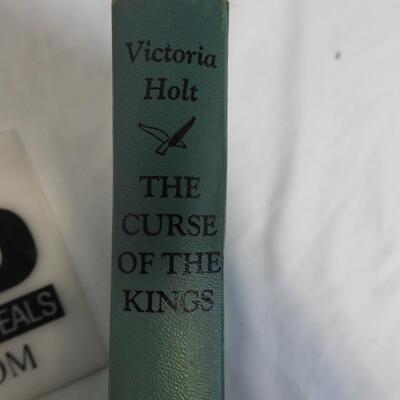 Victoria
Holt
THE
CURSE
OF THE
KINGS
EALS
OM